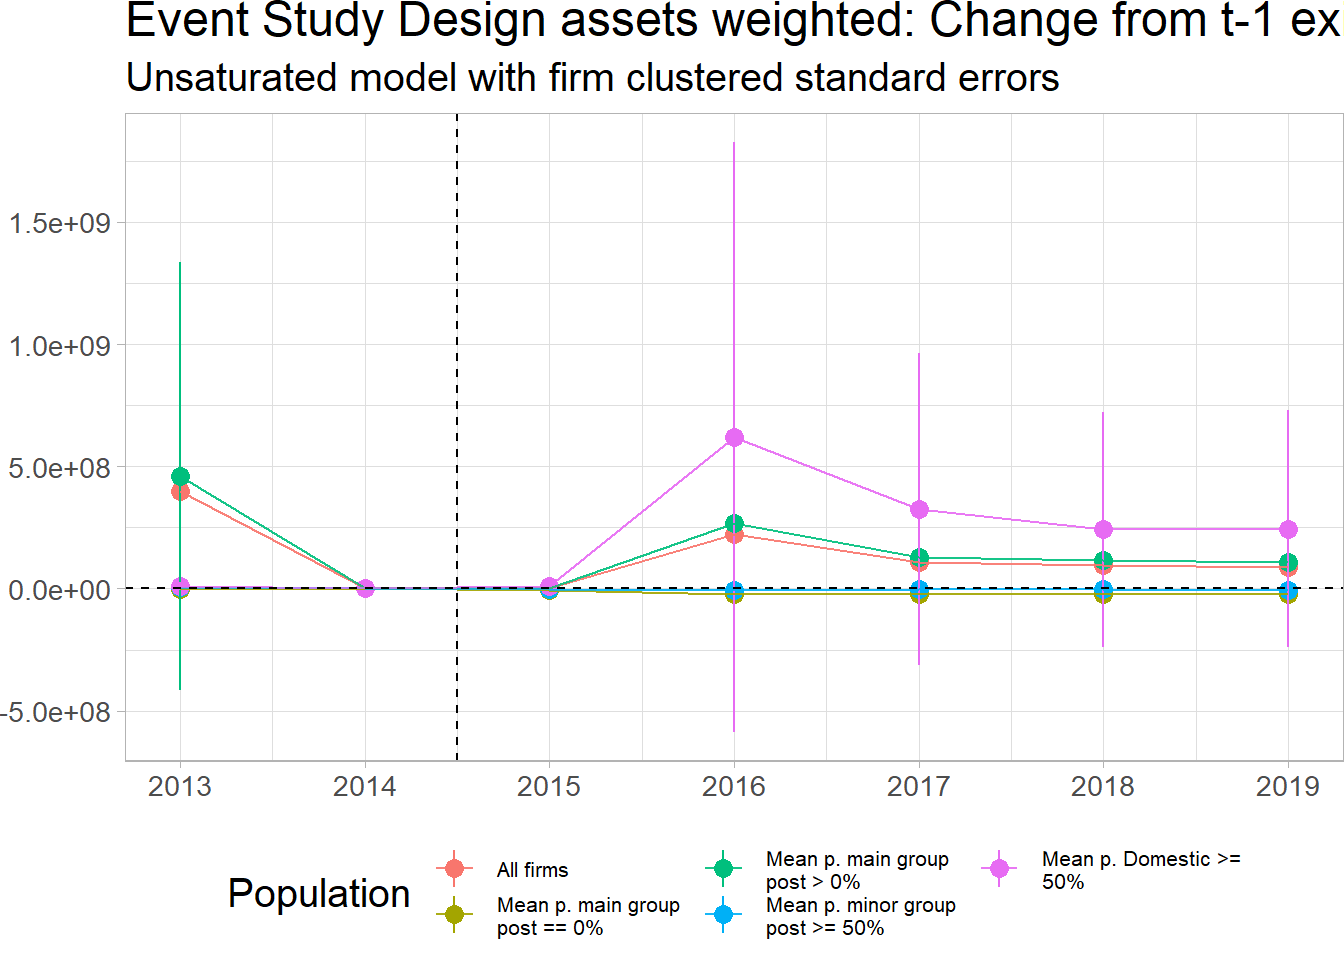 Event Study Design assets weighted: Change from t-1 ex
Unsaturated model with firm clustered standard errors
1.5e+09
1.0e+09
5.0e+08
0.0e+00
-5.0e+08
2013 2014 2015 2016 2017 2018 2019
Population
All firms
Mean p. main group
post == 0%
Mean p. main group
post > 0%
Mean p. minor group
post >= 50%
Mean p. Domestic >=
50%